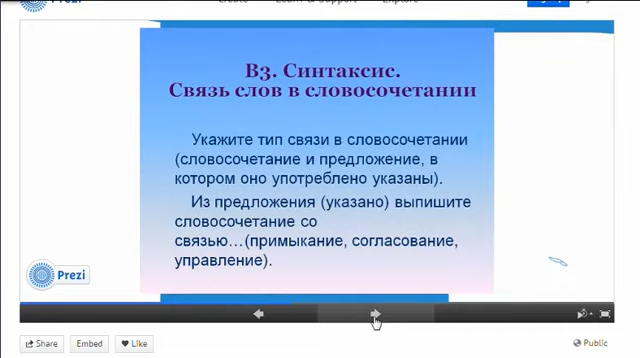 Prezi
В3. Синтаксис.
Связь слов в словосочетании
Укажите тип связи в словосочетании
(словосочетание и предложение, в
котором оно употреблено указаны).
Из предложения (указано) выпишите
словосочетание со
связью…(примыкание, согласование,
управление).
Prezi
Share Embed Like Public